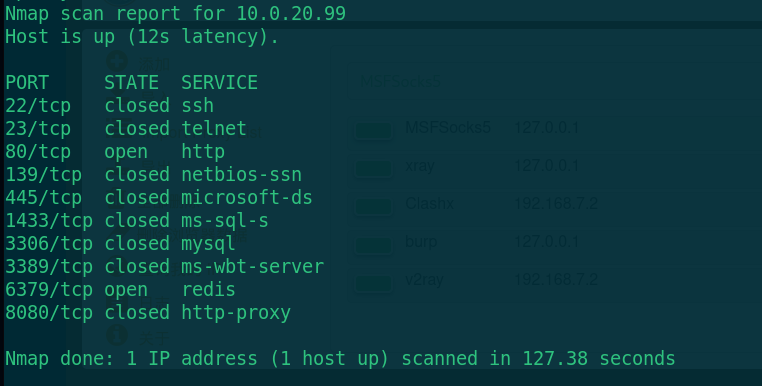 Nmap scan report for 10.0.20.99
Host is up (12s latency).
PORT     STATE  SERVICE
22/tcp   closed ssh
23/tcp   closed telnet
80/tcp   open   http
139/tcp  closed netbios-ssn
445/tcp  closed microsoft-ds
1433/tcp closed ms-sql-s
3306/tcp closed mysql
3389/tcp closed ms-wbt-server
6379/tcp open   redis
8080/tcp closed http-proxy
Nmap done: 1 IP address (1 host up) scanned in 127.38 seconds
MSFSocks5
MSFSocks5 127.0.0.1
xray 127.0.0.1
Clashx 192.168.7.2
burp 127.0.0.1
v2ray 192.168.7.2